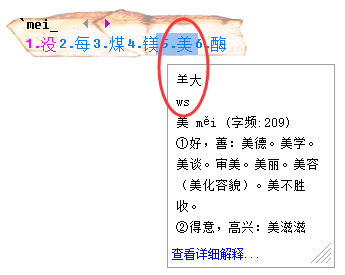 `mei_
1.没2.每3.煤4.镁5.美6.酶
⺷大
ws
美 měi (字频:209)
①好，善：美德。美学。
美谈。审美。美丽。美容
（美化容貌）。美不胜
收。
②得意，高兴：美滋滋
查看详细解释...